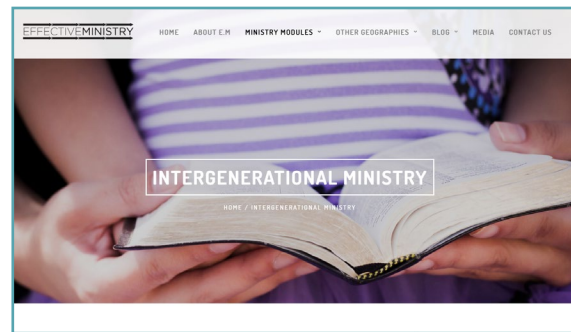 EFFECTIVEMINISTRY HOME ABOUT E.M MINISTRY MODULES OTHER GEOGRAPHIES BLOG MEDIA CONTACT US
INTERGENERATIONAL MINISTRY
HOME / INTERGENERATIONAL MINISTRY